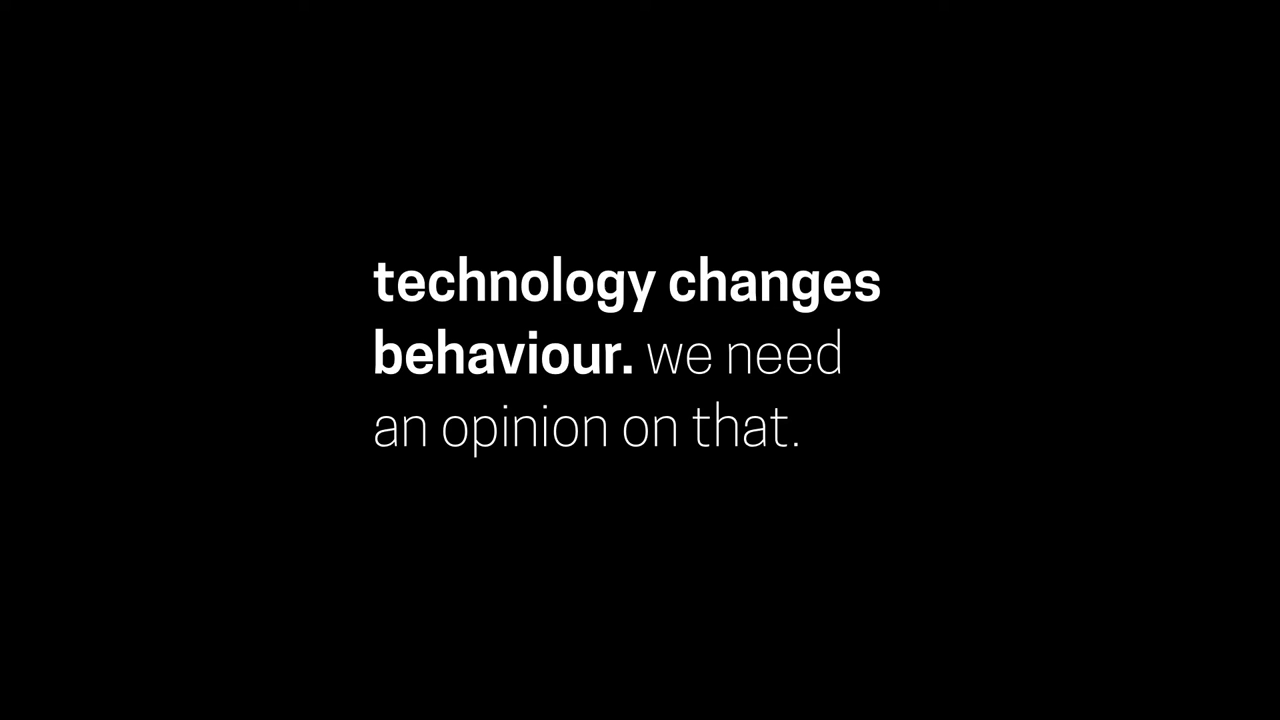 technology changes
behaviour. we need
an opinion on that.